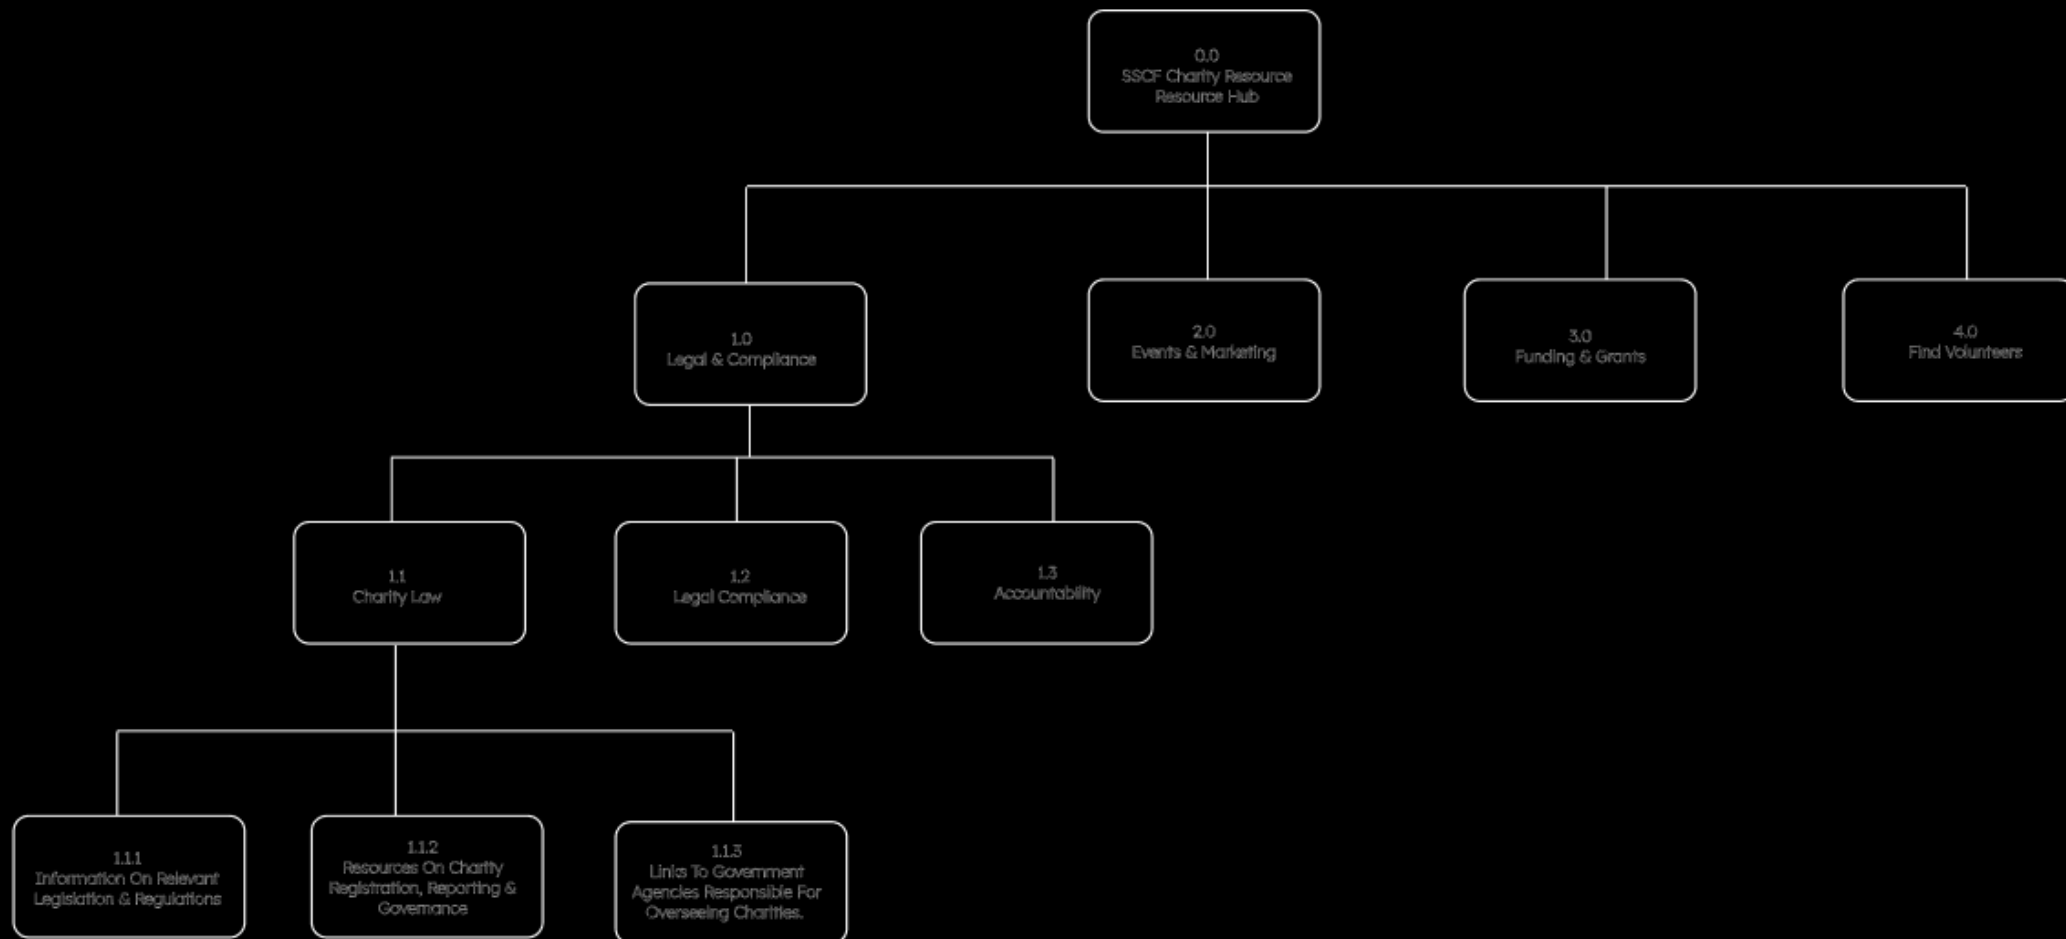 0.0
SSCF Charity Resource
Resource Hub
1.0
Legal & Compliance
2.0
Events & Marketing
3.0
Funding & Grants
4.0
Find Volunteers
1.1
Charity Law
1.2
Legal Compliance
1.3
Accountability
1.1.1
Information On Relevant
Legislation & Regulations
1.1.2
Resources On Charity
Registration, Reporting &
Governance
1.1.3
Links To Government
Agencies Responsible For
Overseeing Charities.